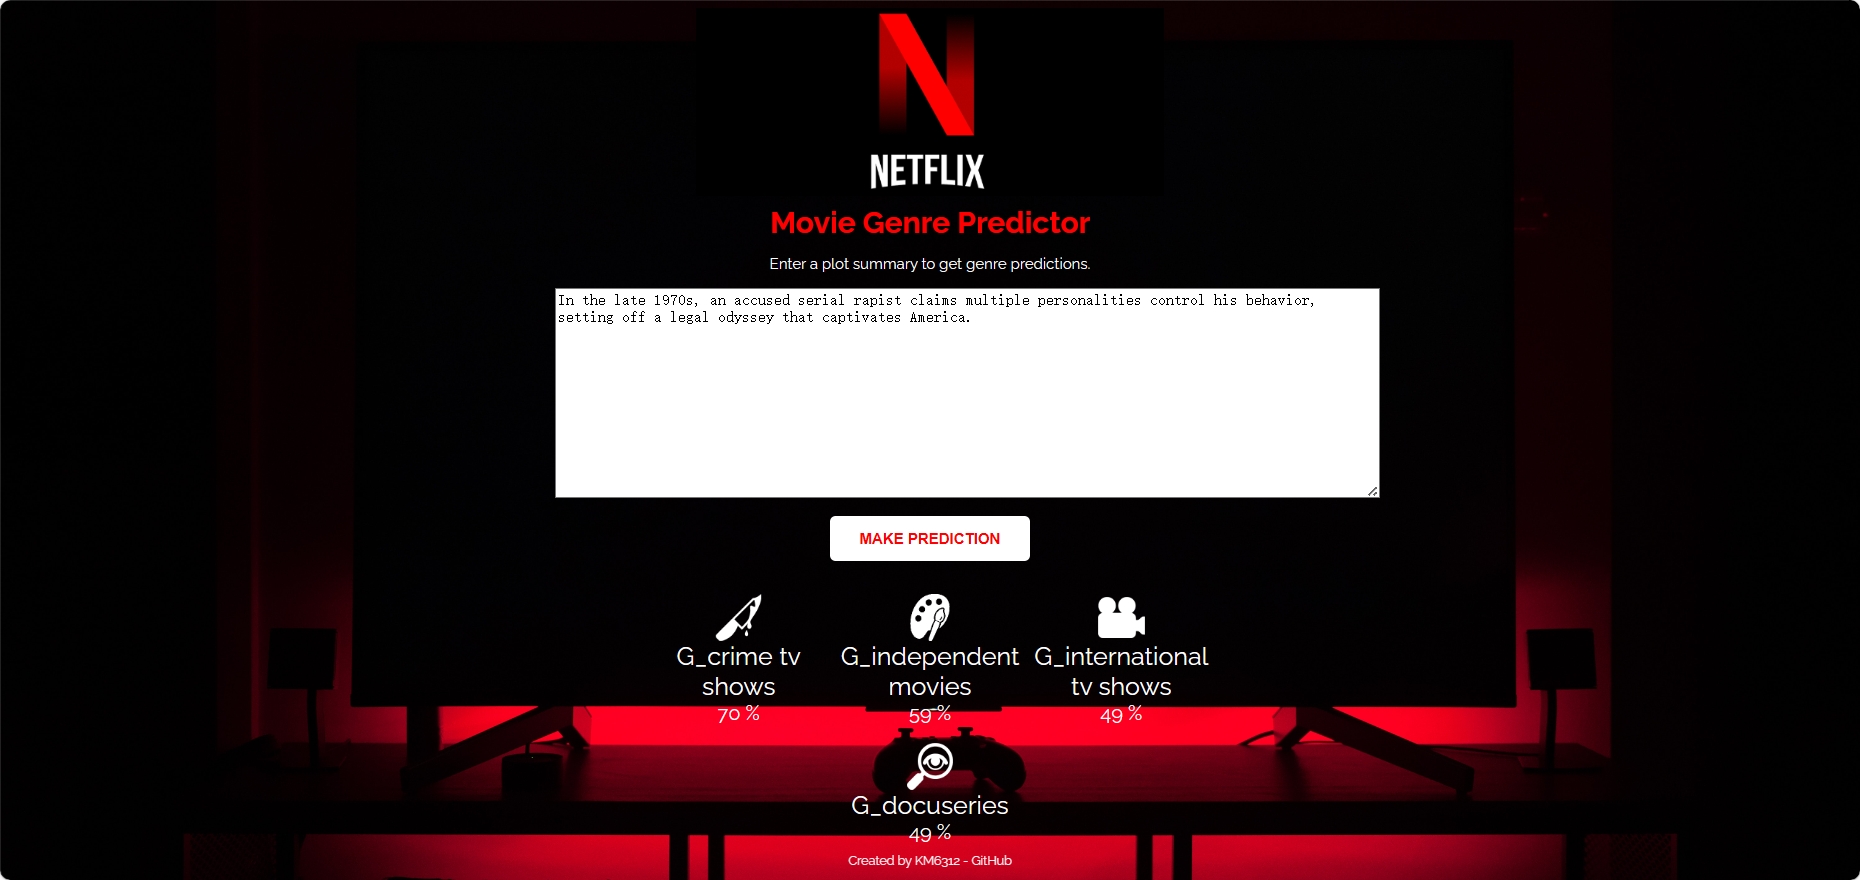 NETFLIX
Movie Genre Predictor
Enter a plot summary to get genre predictions.
In the late 1970s, an accused serial rapist claims multiple personalities control his behavior,
setting off a legal odyssey that captivates America.
MAKE PREDICTION
G_crime tv
shows
70 %
G_independent
movies
59 %
G_international
tv shows
49 %
G_docuseries
49 %
Created by KM6312 - GitHub